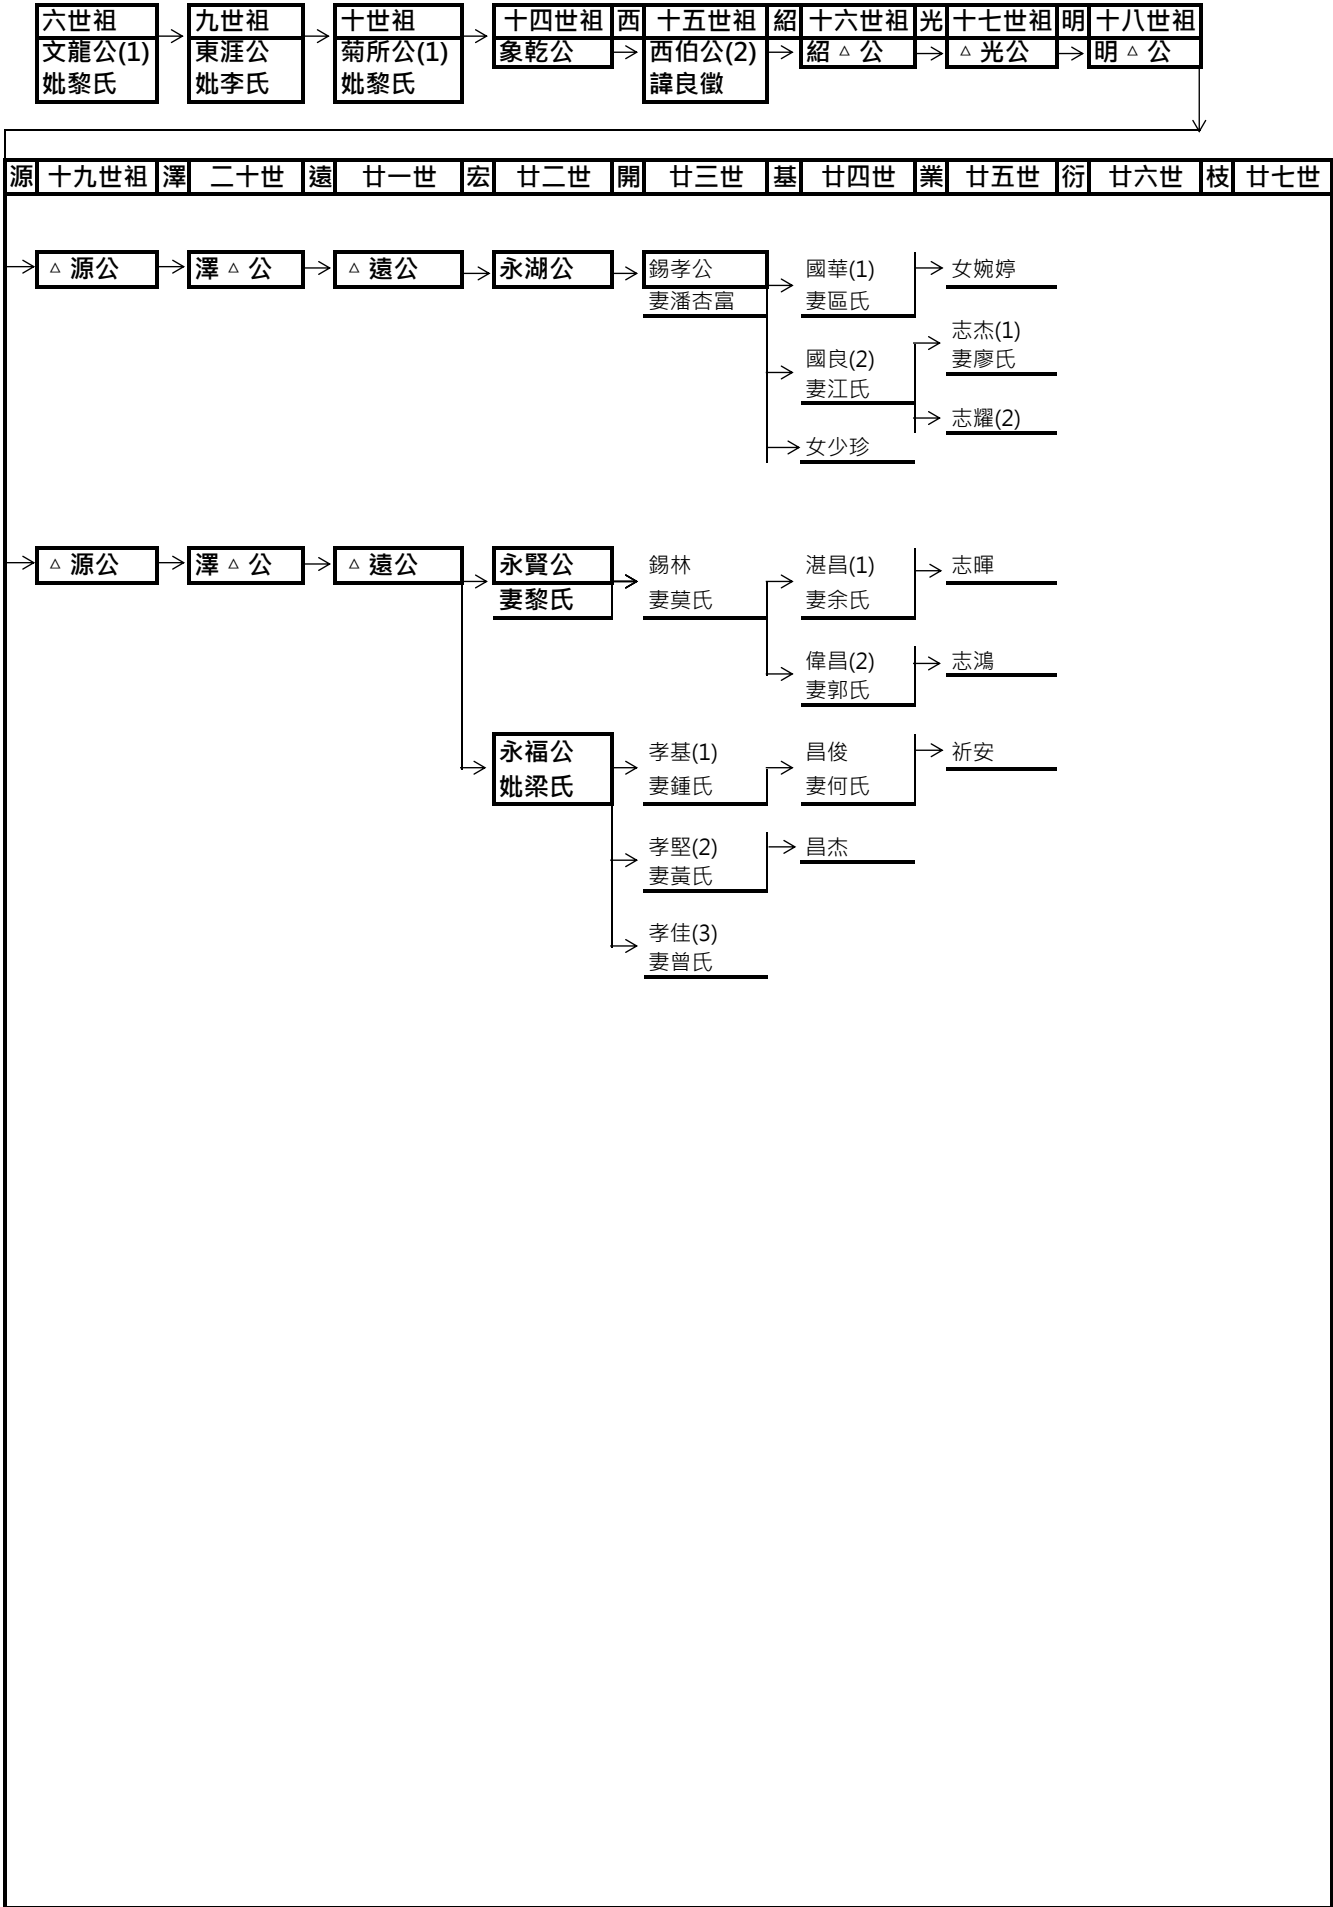 六世祖 九世祖 十世祖 十四世祖 西 十五世祖 紹 十六世祖 光 十七世祖 明 十八世祖
文龍公(1) 東涯公 菊所公(1) 象乾公 西伯公(2) 紹 △ 公 △ 光公 明 △ 公
妣黎氏 妣李氏 妣黎氏 諱良徵
源 十九世祖 澤 二十世 遠 廿一世 宏 廿二世 開 廿三世 基 廿四世 業 廿五世 衍 廿六世 枝 廿七世
△ 源公 澤 △ 公 △ 遠公 永湖公 錫孝公 國華(1) 女婉婷
妻潘杏富 妻區氏
志杰(1)
國良(2) 妻廖氏
妻江氏
志耀(2)
女少珍
△ 源公 澤 △ 公 △ 遠公 永賢公 錫林 湛昌(1) 志暉
妻黎氏 妻莫氏 妻余氏
偉昌(2) 志鴻
妻郭氏
永福公 孝基(1) 昌俊 祈安
妣梁氏 妻鍾氏 妻何氏
孝堅(2) 昌杰
妻黃氏
孝佳(3)
妻曾氏